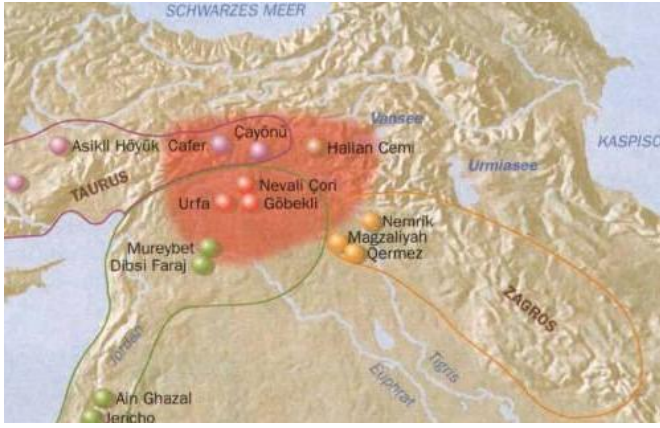 SCHWARZES MEER
KASPISC
Vansee
Urmiasee
Asikli Höyük
Cafer
Çayönü
Hallan Cemi
TAURUS
Nevali Çori
Urfa
Göbekli
Nemrik
Magzaliyah
Qermez
Mureybet
Dibsi Faraj
ZAGROS
Jordan
Tigris
Euphrat
Ain Ghazal
Jericho